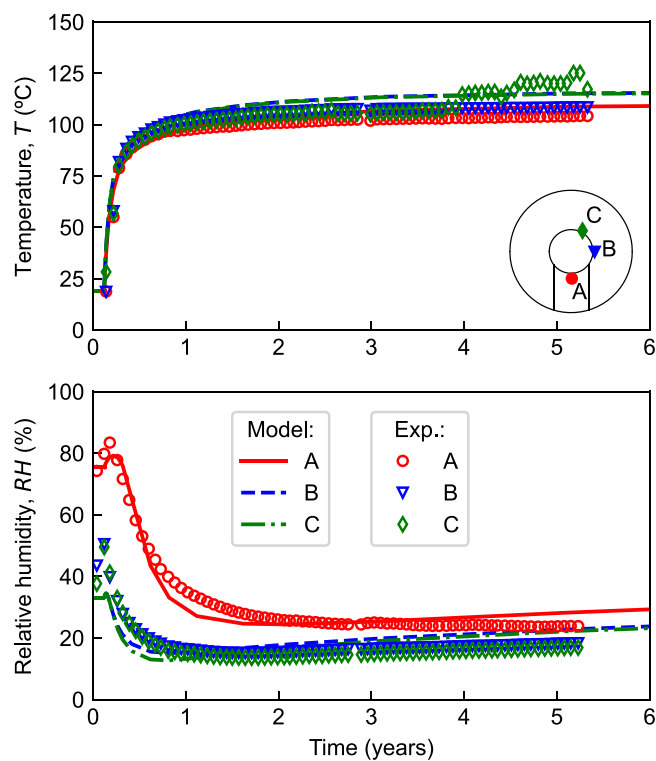 150
125
100
75
50
25
0
Temperature, T (ºC)
0 1 2 3 4 5 6
C
B
A
100
80
60
40
20
0
Relative humidity, RH (%)
Model: Exp.:
A A
B B
C C
0 1 2 3 4 5 6
Time (years)